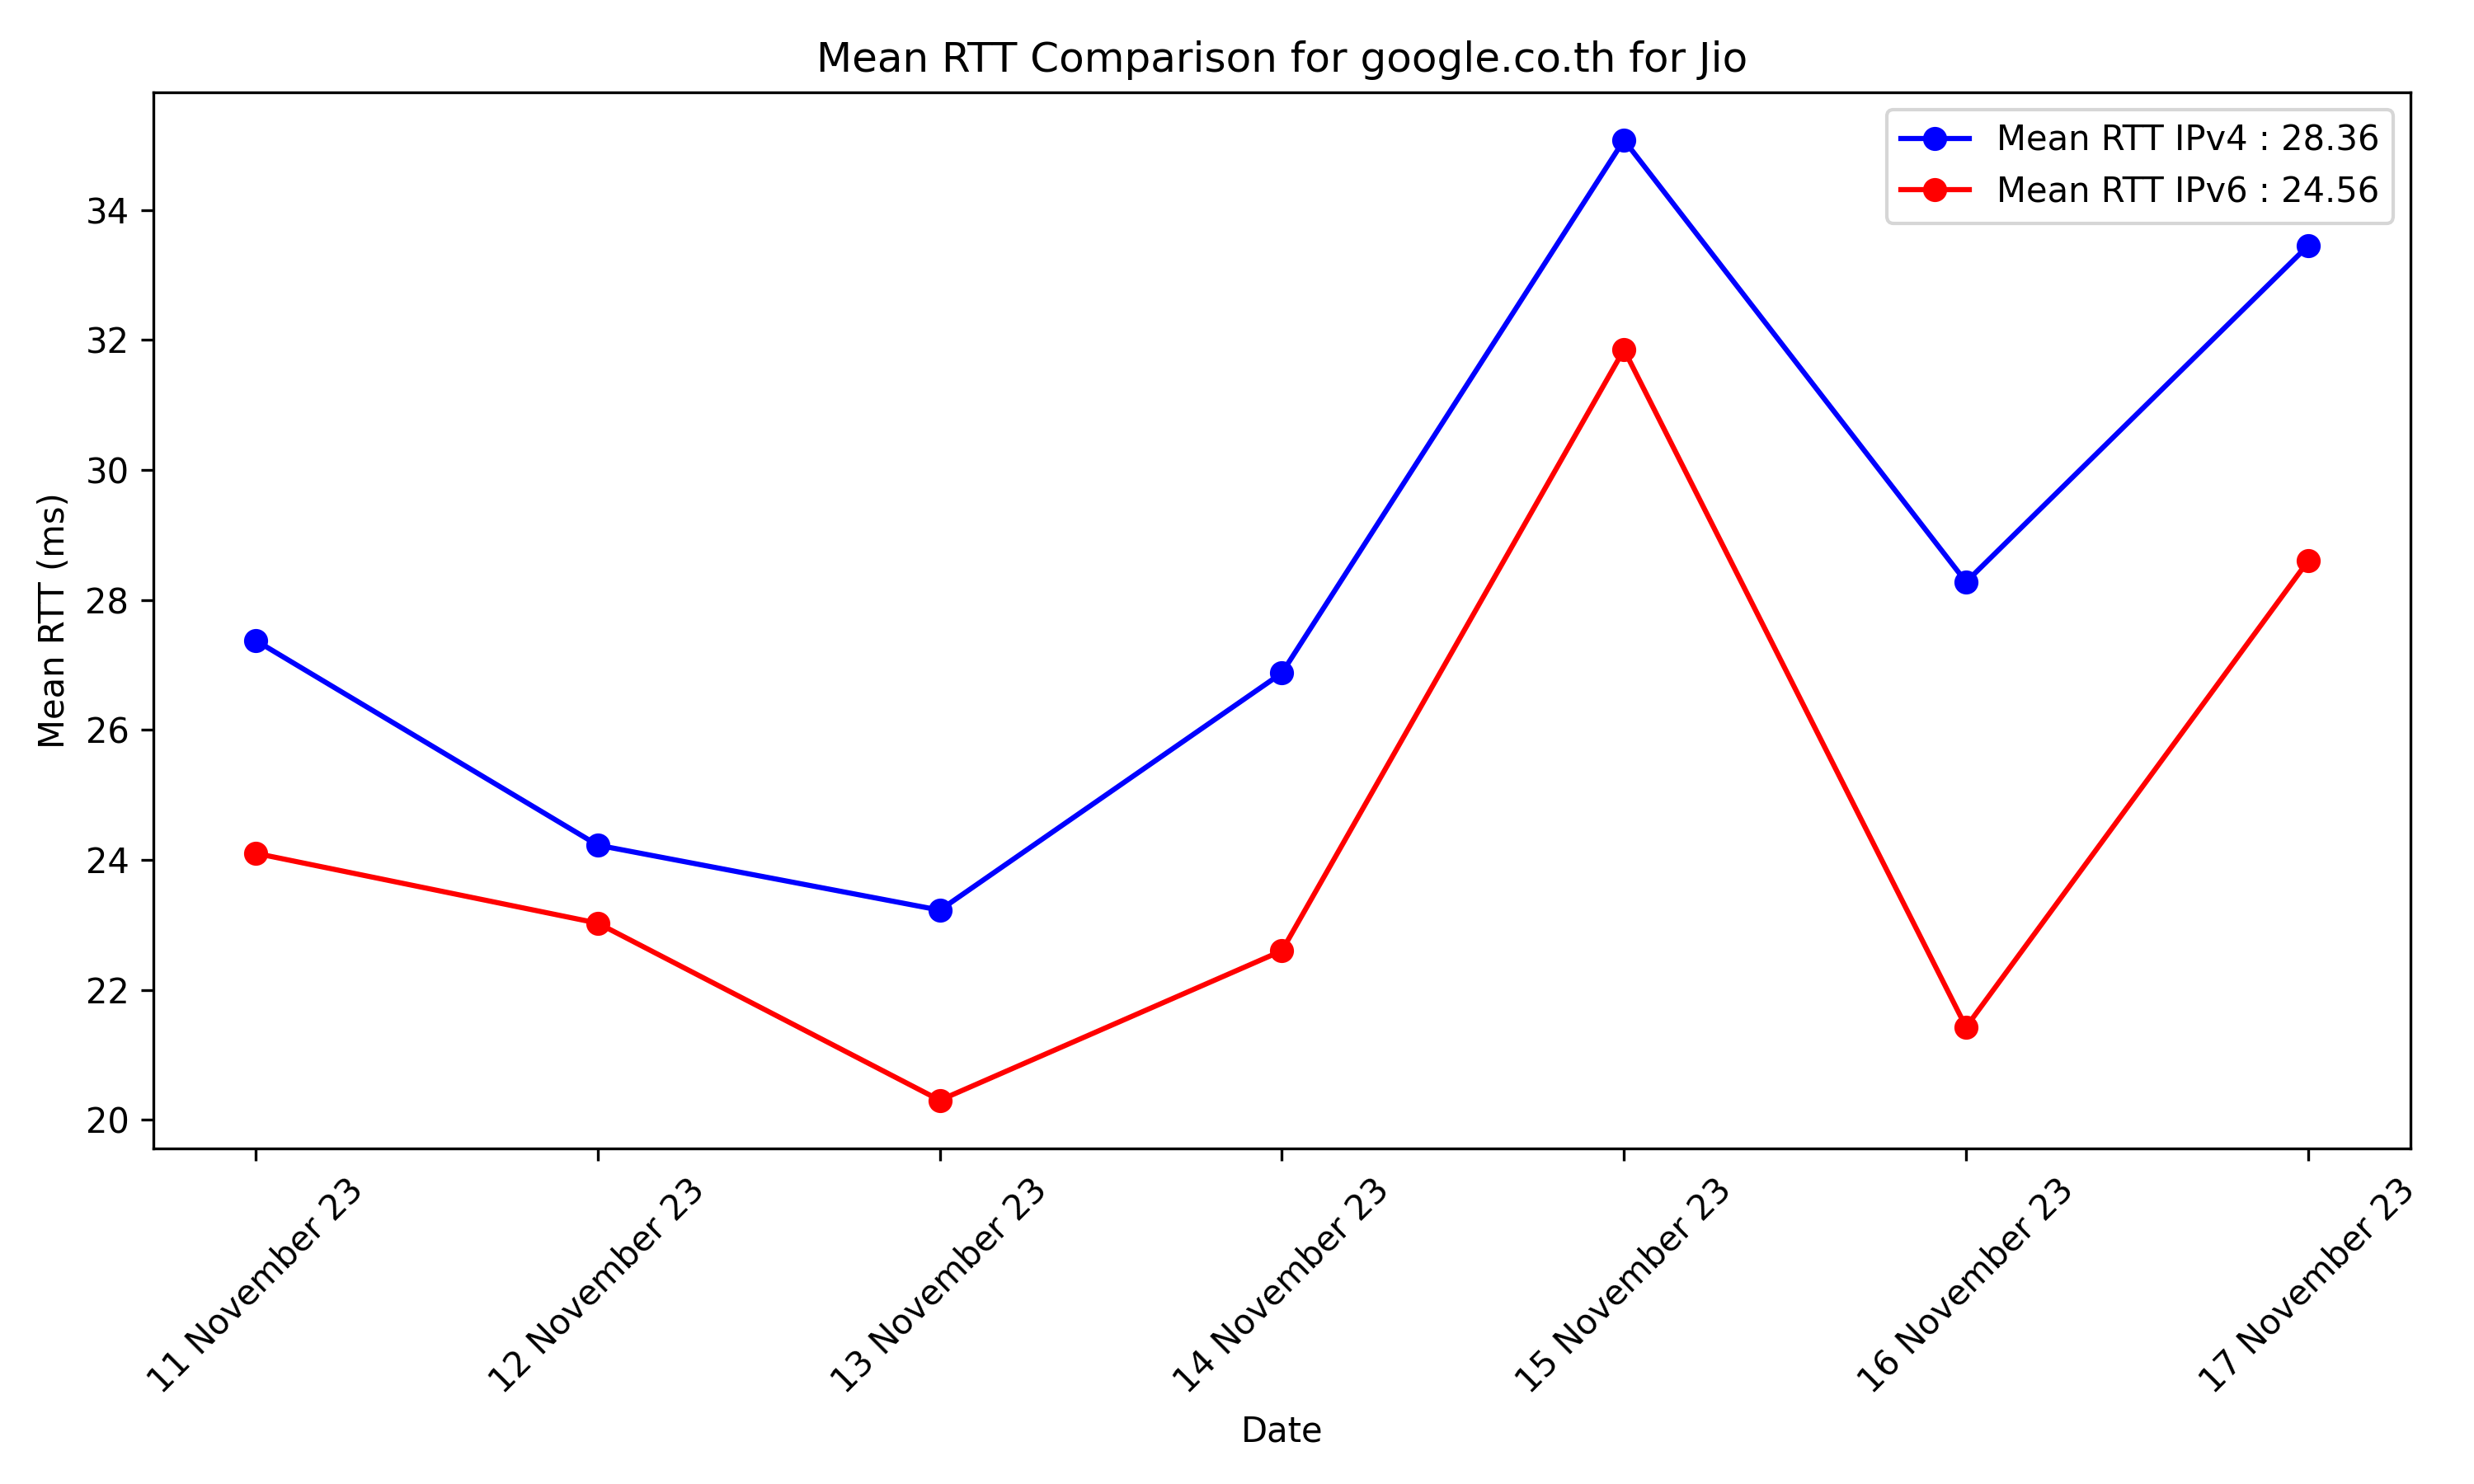 Mean RTT Comparison for google.co.th for Jio
Mean RTT IPv4 : 28.36
Mean RTT IPv6 : 24.56
Mean RTT (ms)
34
32
30
28
26
24
22
20
11 November 23
12 November 23
13 November 23
14 November 23
15 November 23
16 November 23
17 November 23
Date